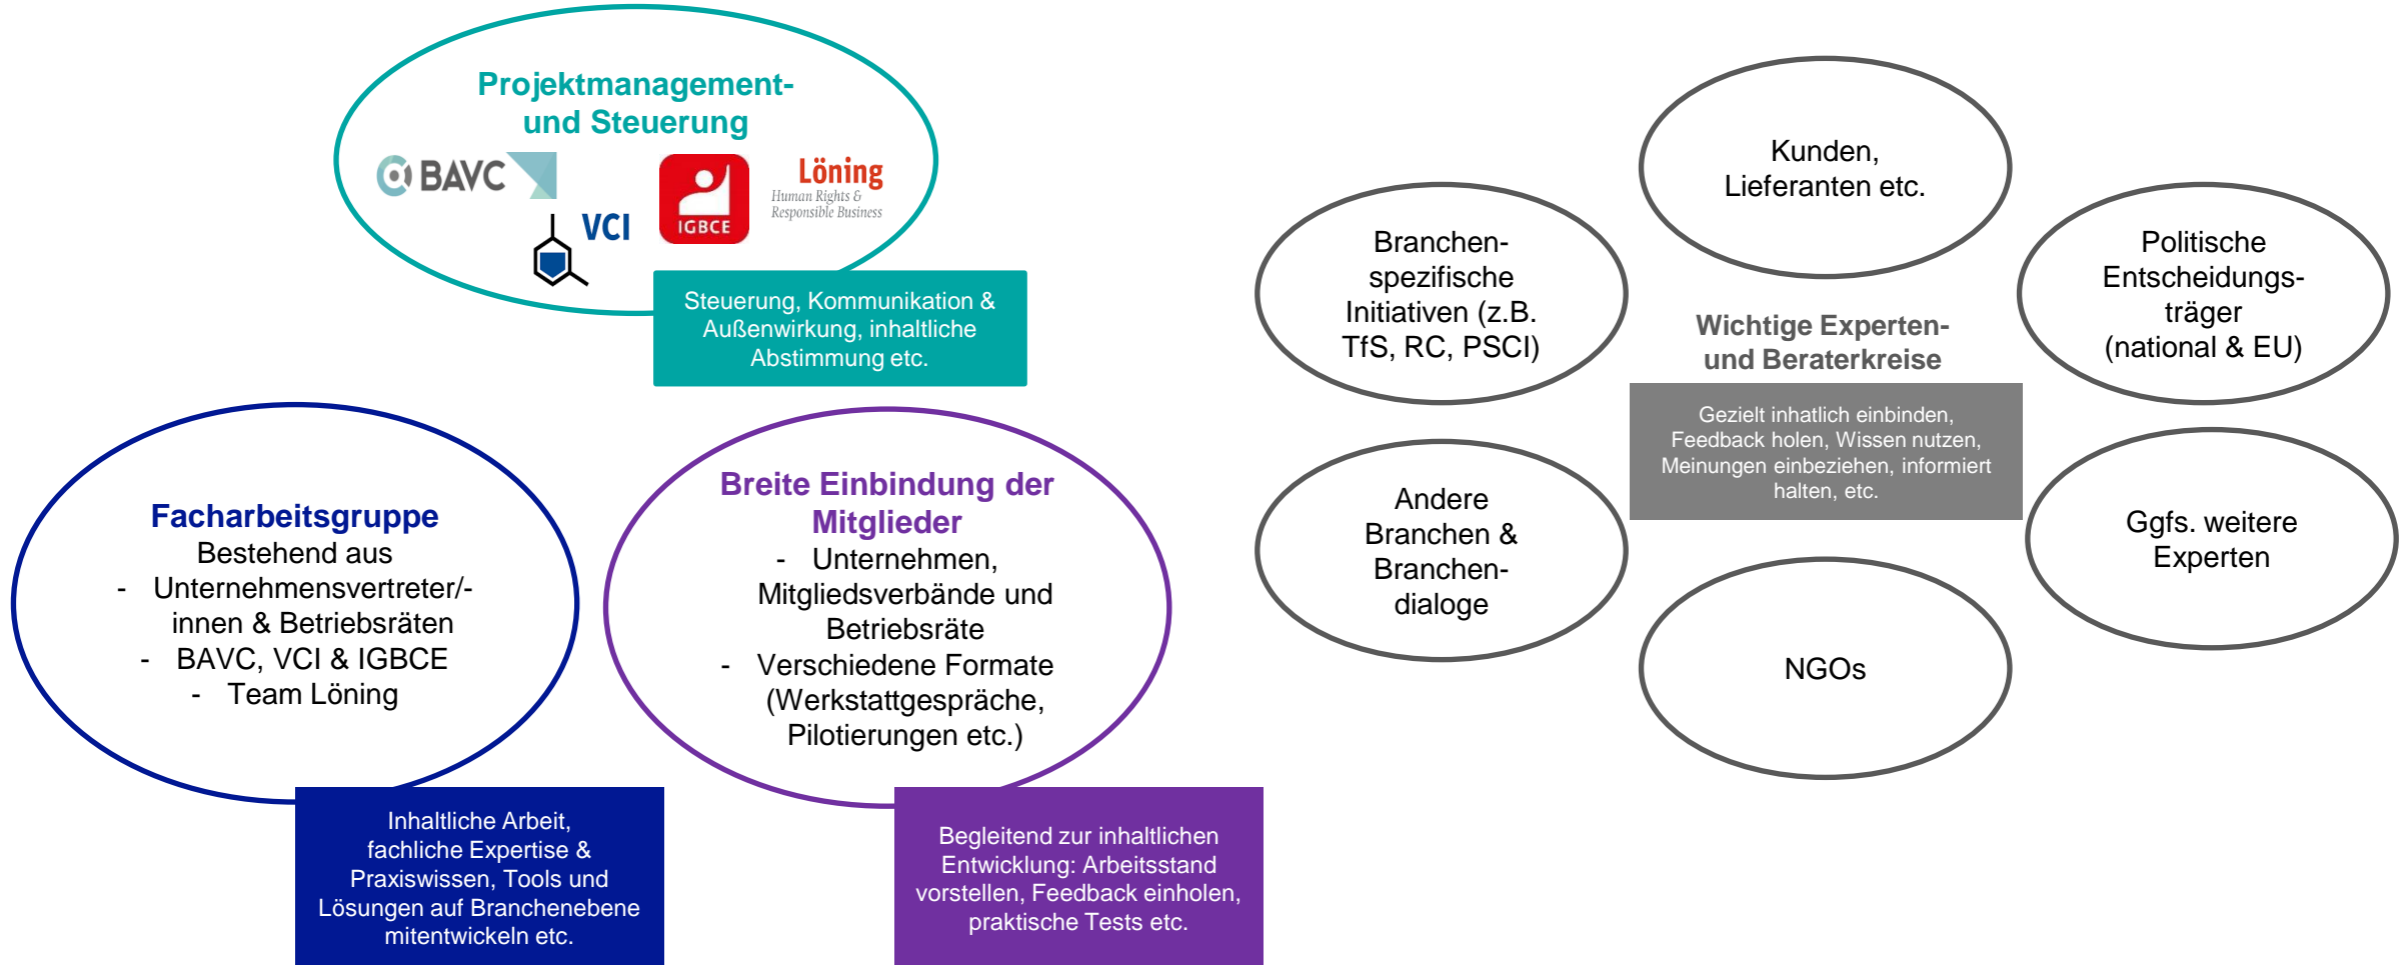 Projektmanagement-
und Steuerung
BAVC
VCI
IGBCE
Löning
Human Rights &
Responsible Business
Steuerung, Kommunikation &
Außenwirkung, inhaltliche
Abstimmung etc.
Facharbeitsgruppe
Bestehend aus
- Unternehmensvertreter/-
innen & Betriebsräten
- BAVC, VCI & IGBCE
- Team Löning
Inhaltliche Arbeit,
fachliche Expertise &
Praxiswissen, Tools und
Lösungen auf Branchenebene
mitentwickeln etc.
Breite Einbindung der
Mitglieder
- Unternehmen,
Mitgliedsverbände und
Betriebsräte
- Verschiedene Formate
(Werkstattgespräche,
Pilotierungen etc.)
Begleitend zur inhaltlichen
Entwicklung: Arbeitsstand
vorstellen, Feedback einholen,
praktische Tests etc.
Kunden,
Lieferanten etc.
Branchen-
spezifische
Initiativen (z.B.
TfS, RC, PSCI)
Politische
Entscheidungs-
träger
(national & EU)
Wichtige Experten-
und Beraterkreise
Gezielt inhatlich einbinden,
Feedback holen, Wissen nutzen,
Meinungen einbeziehen, informiert
halten, etc.
Andere
Branchen &
Branchen-
dialoge
Ggfs. weitere
Experten
NGOs